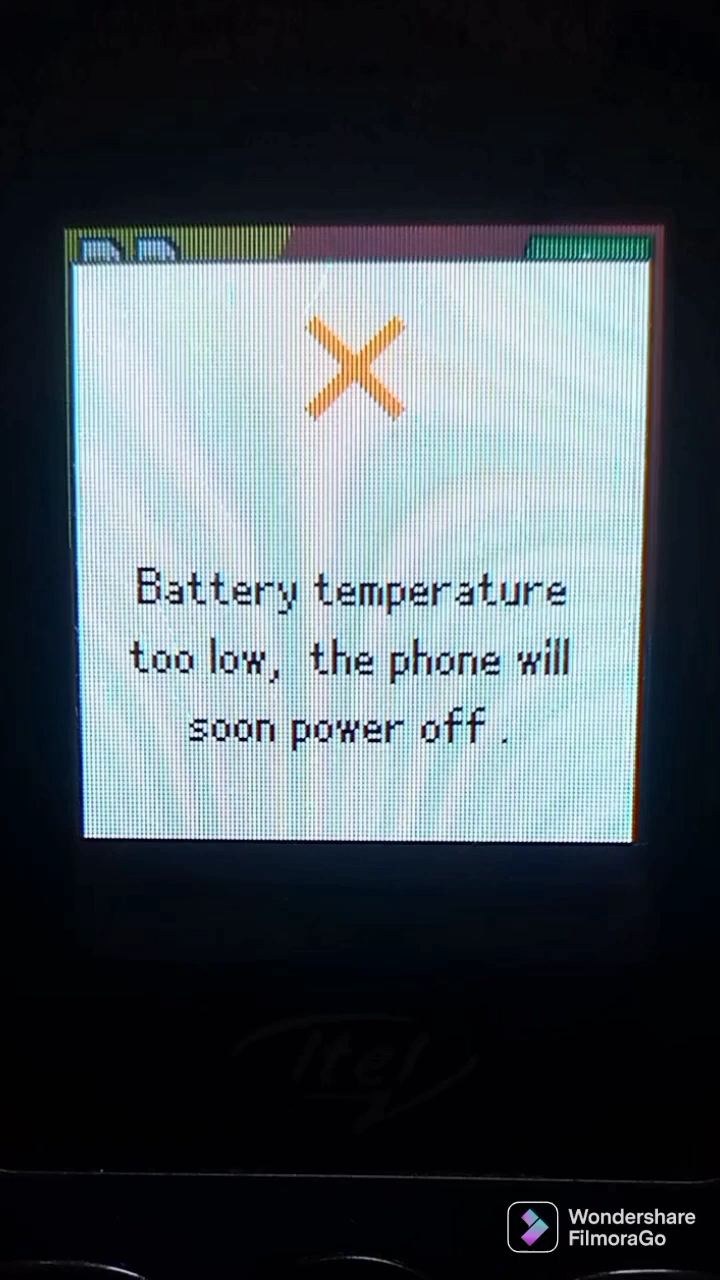 Battery temperature
too low, the phone will
soon power off .
itel
Wondershare
FilmoraGo